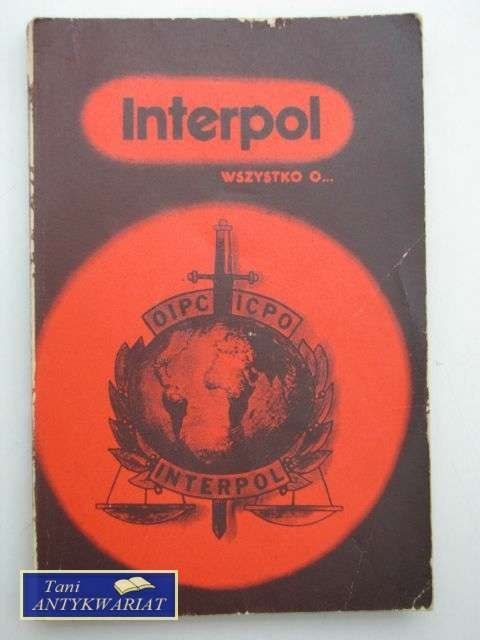 Interpol
WSZYSTKO O...
OIPC ICPO
INTERPOL
Tani
ANTYKWARIAT